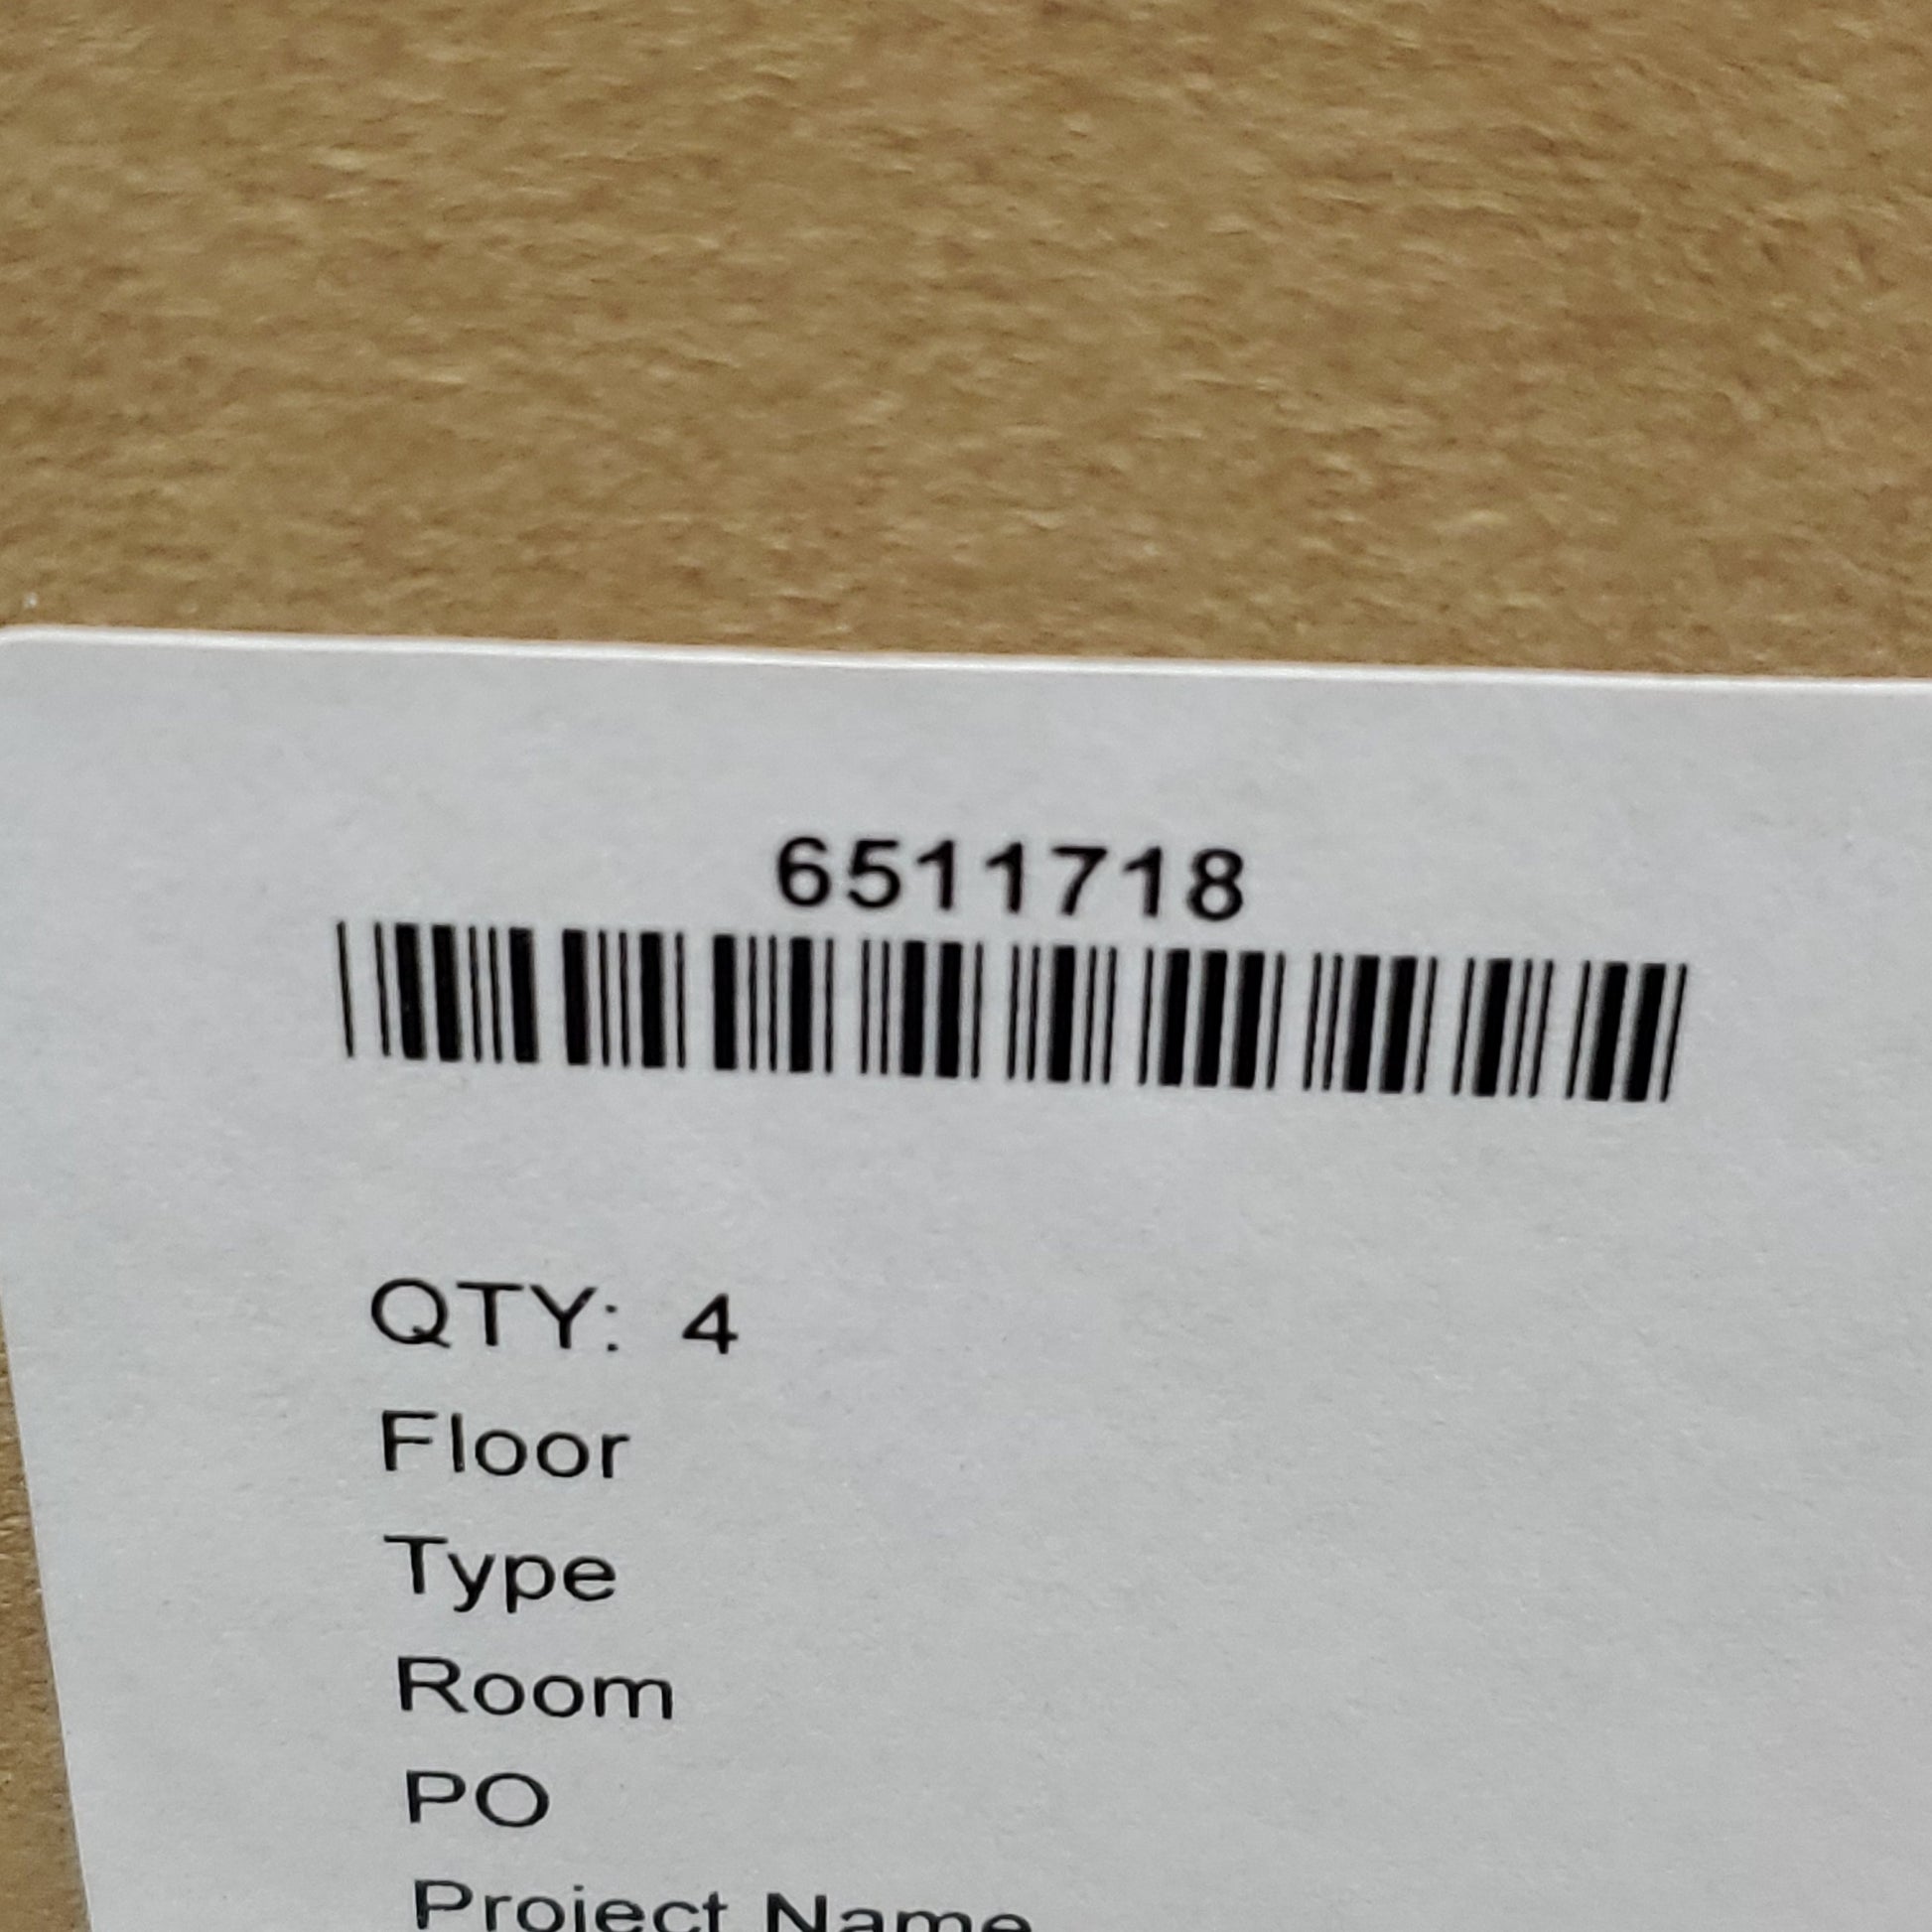 6511718
QTY: 4
Floor
Type
Room
PO
Project Name